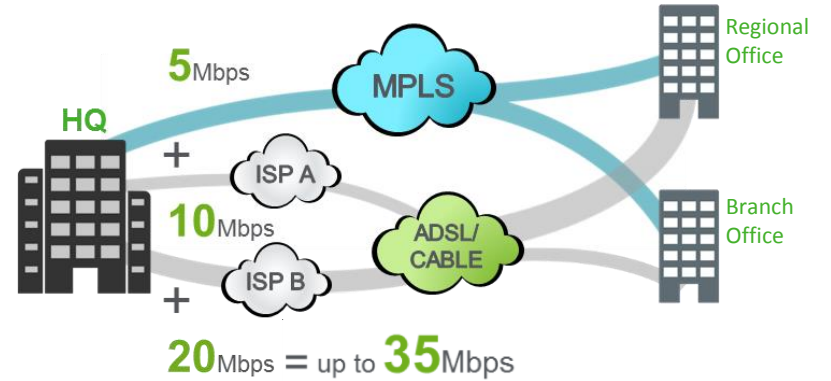 Regional
Office
5Mbps
MPLS
HQ
+
ISP A
10Mbps
ADSL/
CABLE
Branch
Office
ISP B
+
20Mbps = up to 35Mbps